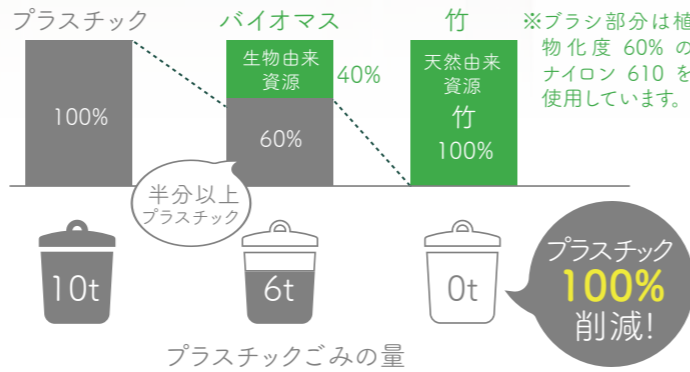 プラスチック
100%
バイオマス
生物由来
資源
40%
60%
竹
天然由来
資源
竹
100%
※ブラシ部分は植
物化度 60% の
ナイロン 610 を
使用しています。
半分以上
プラスチック
10t
6t
0t
プラスチック
100%
削減!
プラスチックごみの量